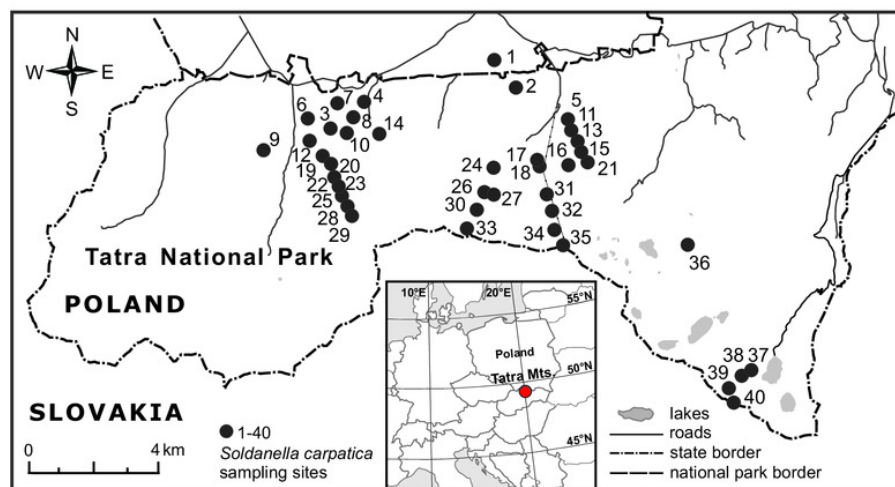 N
W E
S
1
2
7 4
6 3 8
5
11
13
9
10
14
12
15
19 20
17 16
18
21
24
22 23
26 27
25
28
29
30
31
32
33
34 35
36
Tatra National Park
POLAND
SLOVAKIA
1-40
Soldanella carpatica
sampling sites
0 4 km
10°E 20°E
55°N
Poland
Tatra Mts.
50°N
45°N
38 37
39
40
lakes
roads
state border
national park border